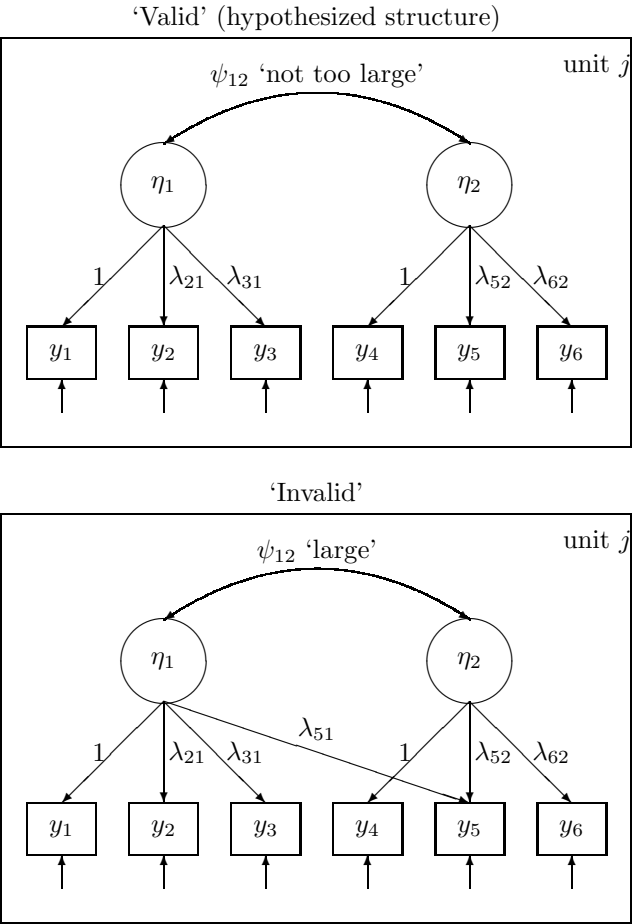 ‘Valid’ (hypothesized structure)
unit j
ψ₁₂ ‘not too large’
η₁ η₂
1 λ₂₁ λ₃₁ 1 λ₅₂ λ₆₂
y₁ y₂ y₃ y₄ y₅ y₆
‘Invalid’
unit j
ψ₁₂ ‘large’
η₁ η₂
λ₅₁
1 λ₂₁ λ₃₁ 1 λ₅₂ λ₆₂
y₁ y₂ y₃ y₄ y₅ y₆